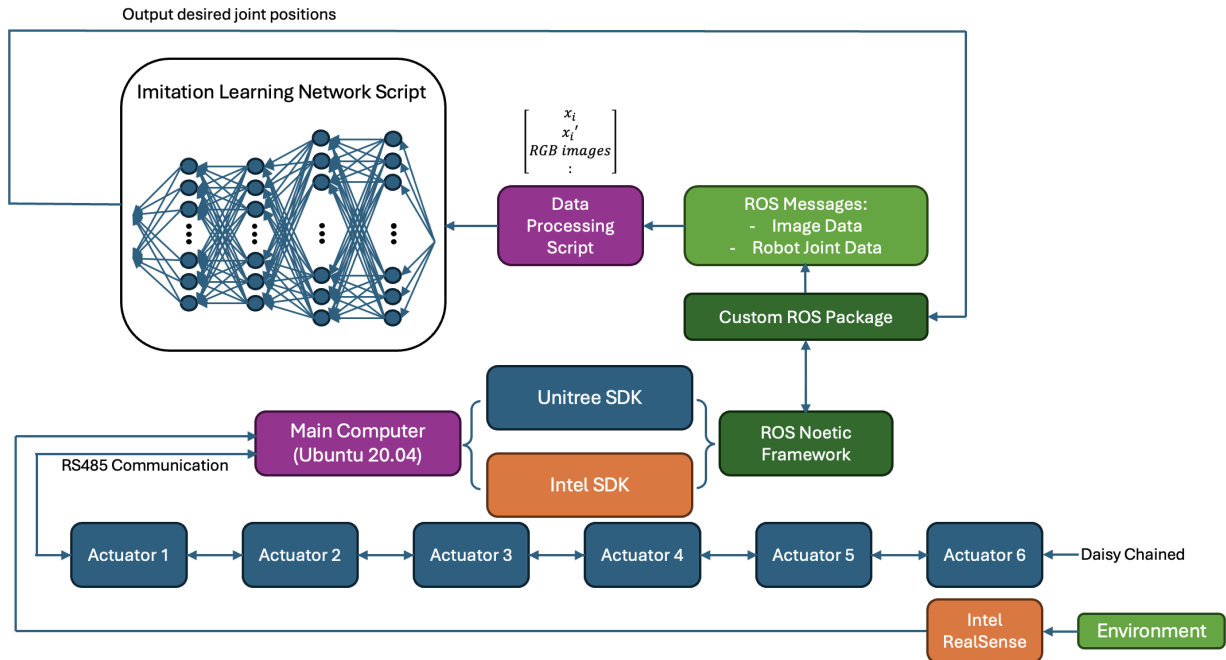 Output desired joint positions
Imitation Learning Network Script
x_i
x_i′
RGB images
:
Data
Processing
Script
ROS Messages:
- Image Data
- Robot Joint Data
Custom ROS Package
Unitree SDK
Main Computer
(Ubuntu 20.04)
ROS Noetic
Framework
RS485 Communication
Intel SDK
Actuator 1
Actuator 2
Actuator 3
Actuator 4
Actuator 5
Actuator 6
Daisy Chained
Intel
RealSense
Environment